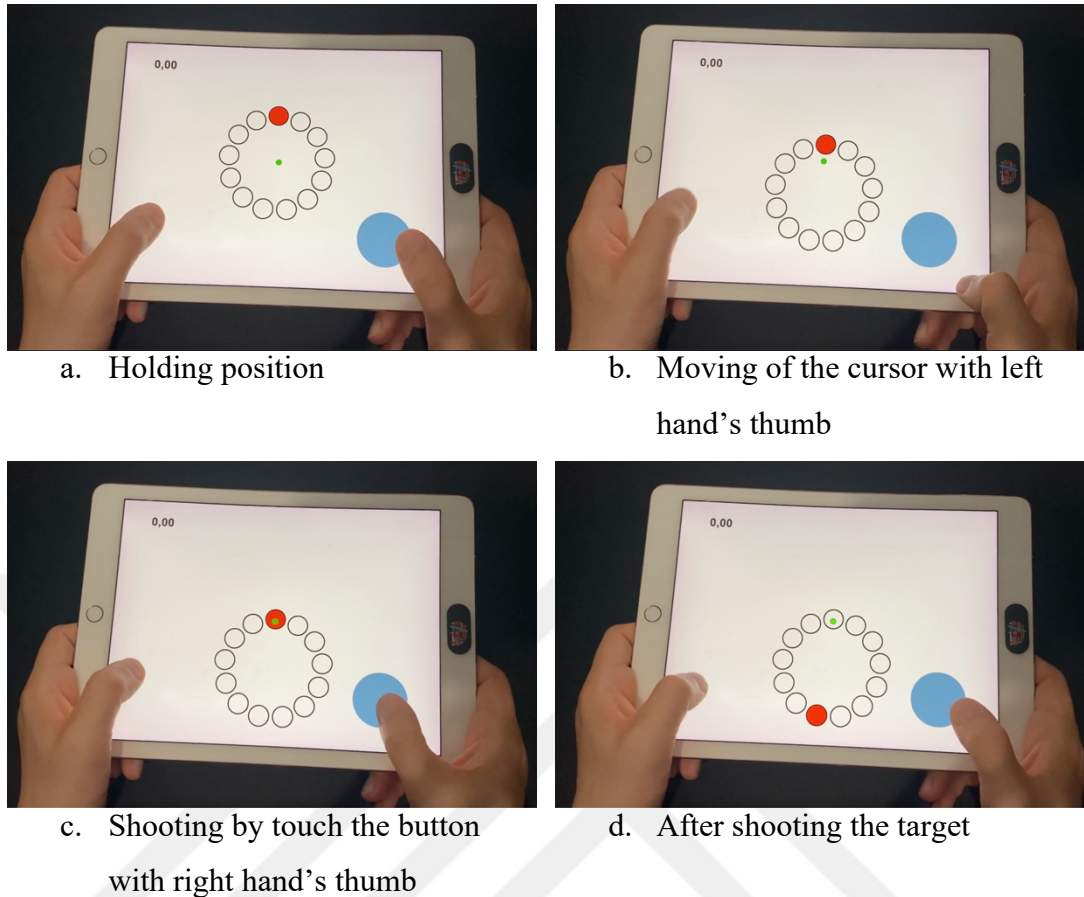 0,00
0,00
a. Holding position
b. Moving of the cursor with left
hand’s thumb
0,00
0,00
c. Shooting by touch the button
with right hand’s thumb
d. After shooting the target